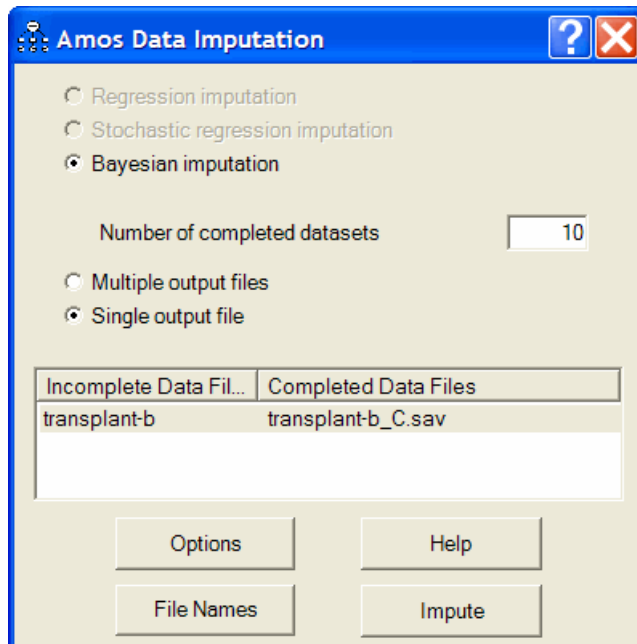 Amos Data Imputation
Regression imputation
Stochastic regression imputation
Bayesian imputation
Number of completed datasets 10
Multiple output files
Single output file
Incomplete Data Fil... Completed Data Files
transplant-b transplant-b_C.sav
Options Help
File Names Impute